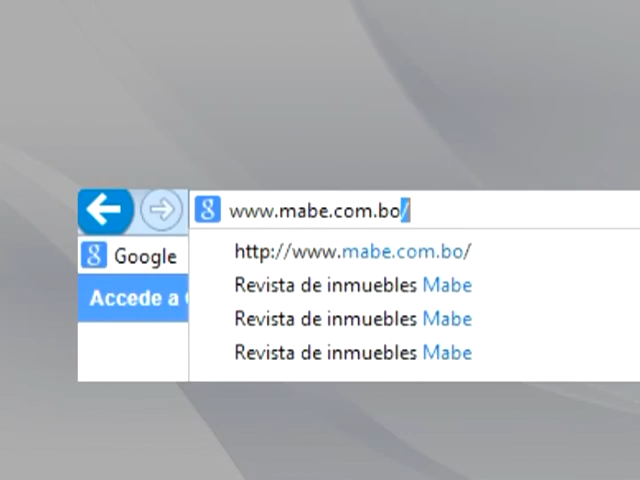 www.mabe.com.bo/
http://www.mabe.com.bo/
Google
Revista de inmuebles Mabe
Accede a
Revista de inmuebles Mabe
Revista de inmuebles Mabe